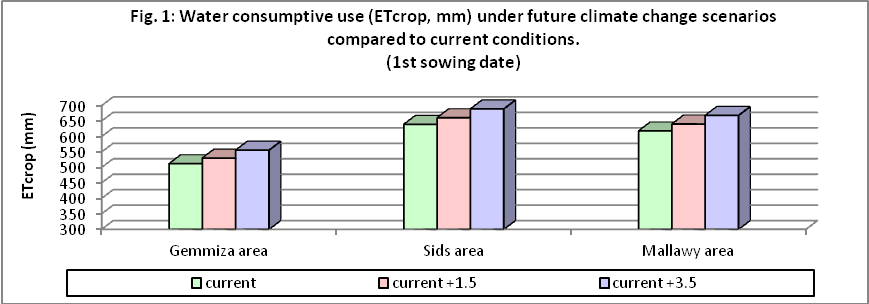 Fig. 1: Water consumptive use (ETcrop, mm) under future climate change scenarios
compared to current conditions.
(1st sowing date)
ETcrop (mm)
700
650
600
550
500
450
400
350
300
Gemmiza area Sids area Mallawy area
current current +1.5 current +3.5